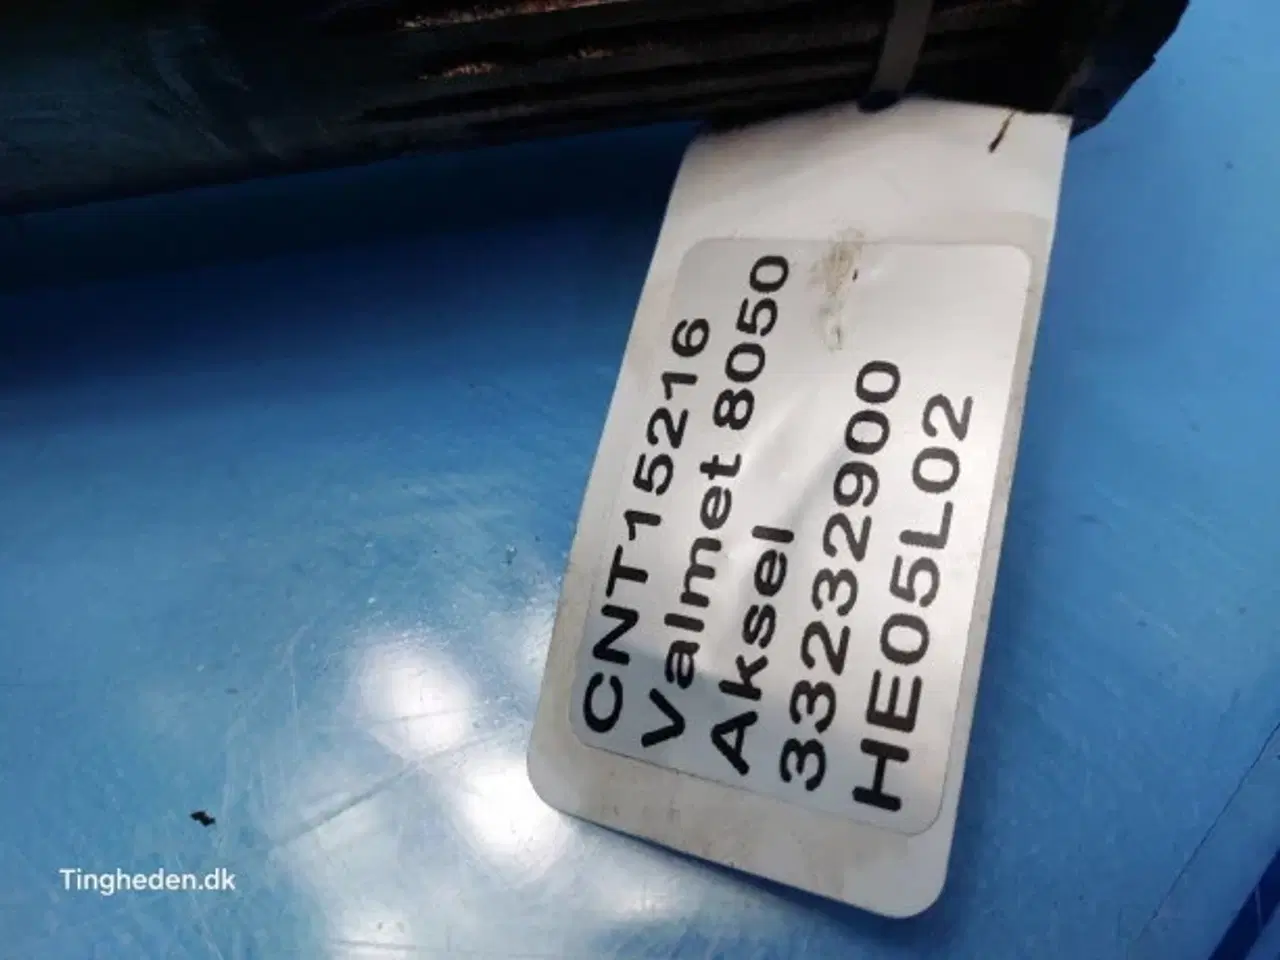 CNT15216
Valmet 8050
Aksel
33232900
HE05L02
Tingheden.dk